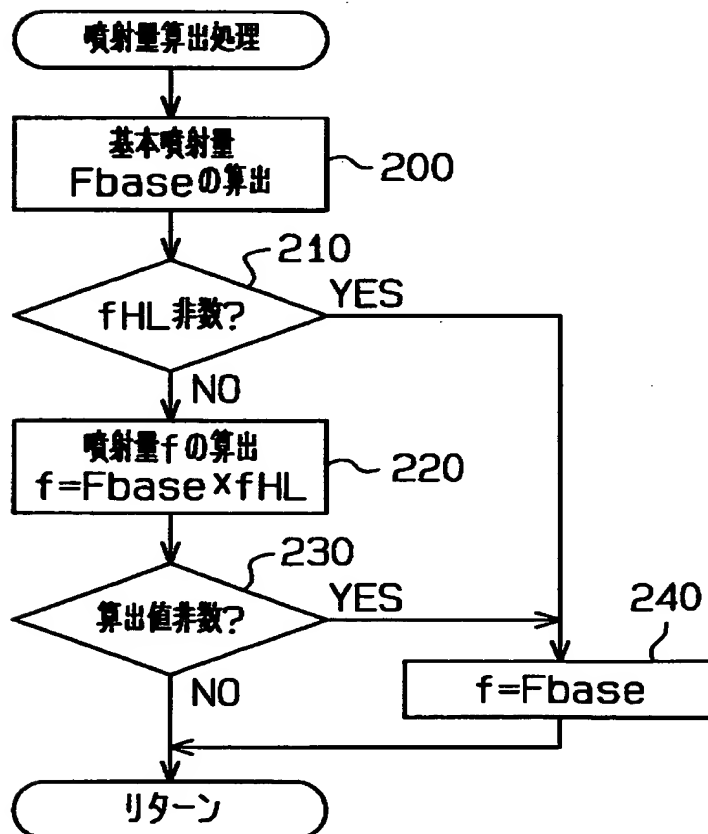 噴射量算出処理
基本噴射量
Fbaseの算出
200
210
fHL非数?
YES
NO
噴射量fの算出
f=Fbase×fHL
220
230
算出値非数?
YES
240
NO
f=Fbase
リターン